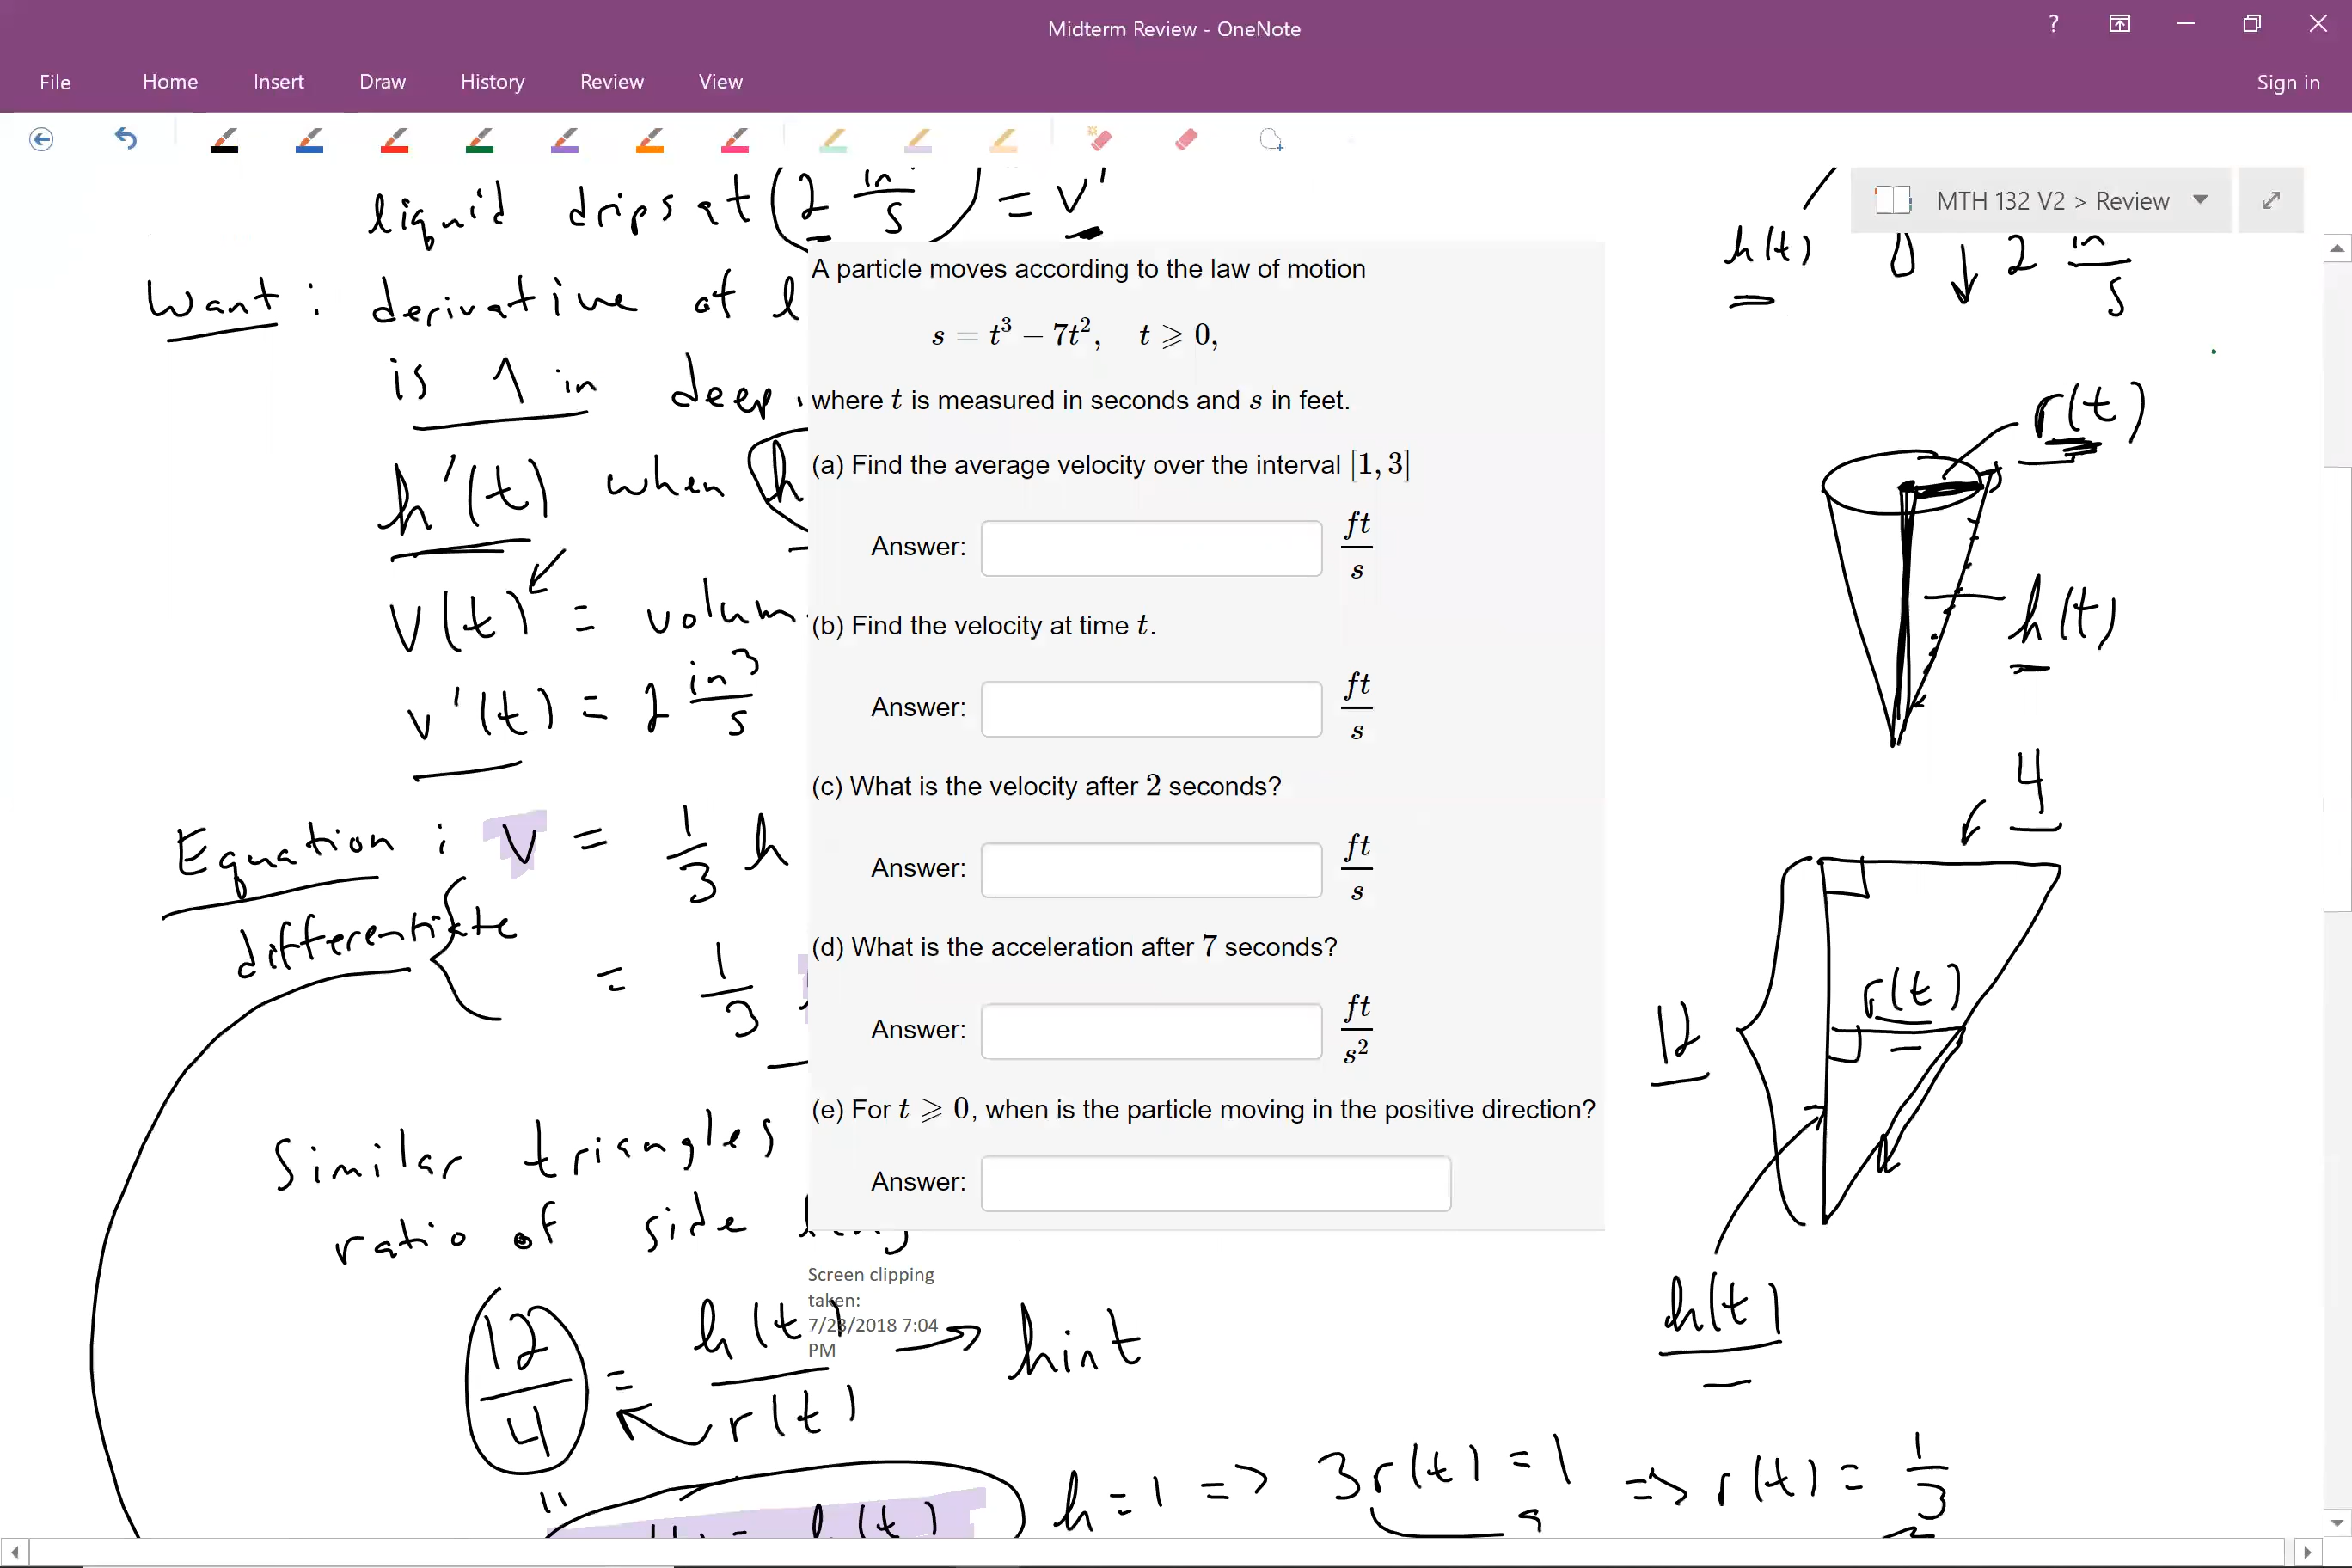 Midterm Review - OneNote
?
File Home Insert Draw History Review View
Sign in
MTH 132 V2 > Review
liquid drips at (2 in/s) = v'
Want: derivative of
is 1 in deep.
h'(t) when h
V(t) = volum
v'(t) = 2 in³/s
Equation: V = 1/3 h
differentiate
= 1/3
Similar triangles
ratio of side
12/4 = h(t)/r(t) → hint
h = 1 => 3r(t) = 1 => r(t) = 1/3
A particle moves according to the law of motion
s = t³ − 7t², t ⩾ 0,
where t is measured in seconds and s in feet.
(a) Find the average velocity over the interval [1, 3]
Answer: ft/s
(b) Find the velocity at time t.
Answer: ft/s
(c) What is the velocity after 2 seconds?
Answer: ft/s
(d) What is the acceleration after 7 seconds?
Answer: ft/s²
(e) For t ⩾ 0, when is the particle moving in the positive direction?
Answer:
Screen clipping
taken:
7/23/2018 7:04
PM
h(t) 2 in/s
r(t)
h(t)
4
r(t)
12
h(t)